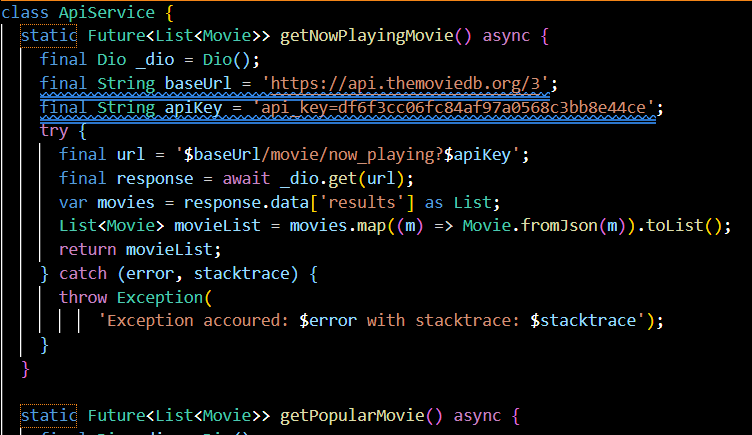 class ApiService {
static Future<List<Movie>> getNowPlayingMovie() async {
final Dio _dio = Dio();
final String baseUrl = 'https://api.themoviedb.org/3';
final String apiKey = 'api_key=df6f3cc06fc84af97a0568c3bb8e44ce';
try {
final url = '$baseUrl/movie/now_playing?$apiKey';
final response = await _dio.get(url);
var movies = response.data['results'] as List;
List<Movie> movieList = movies.map((m) => Movie.fromJson(m)).toList();
return movieList;
} catch (error, stacktrace) {
throw Exception(
'Exception accoured: $error with stacktrace: $stacktrace');
}
}
static Future<List<Movie>> getPopularMovie() async {